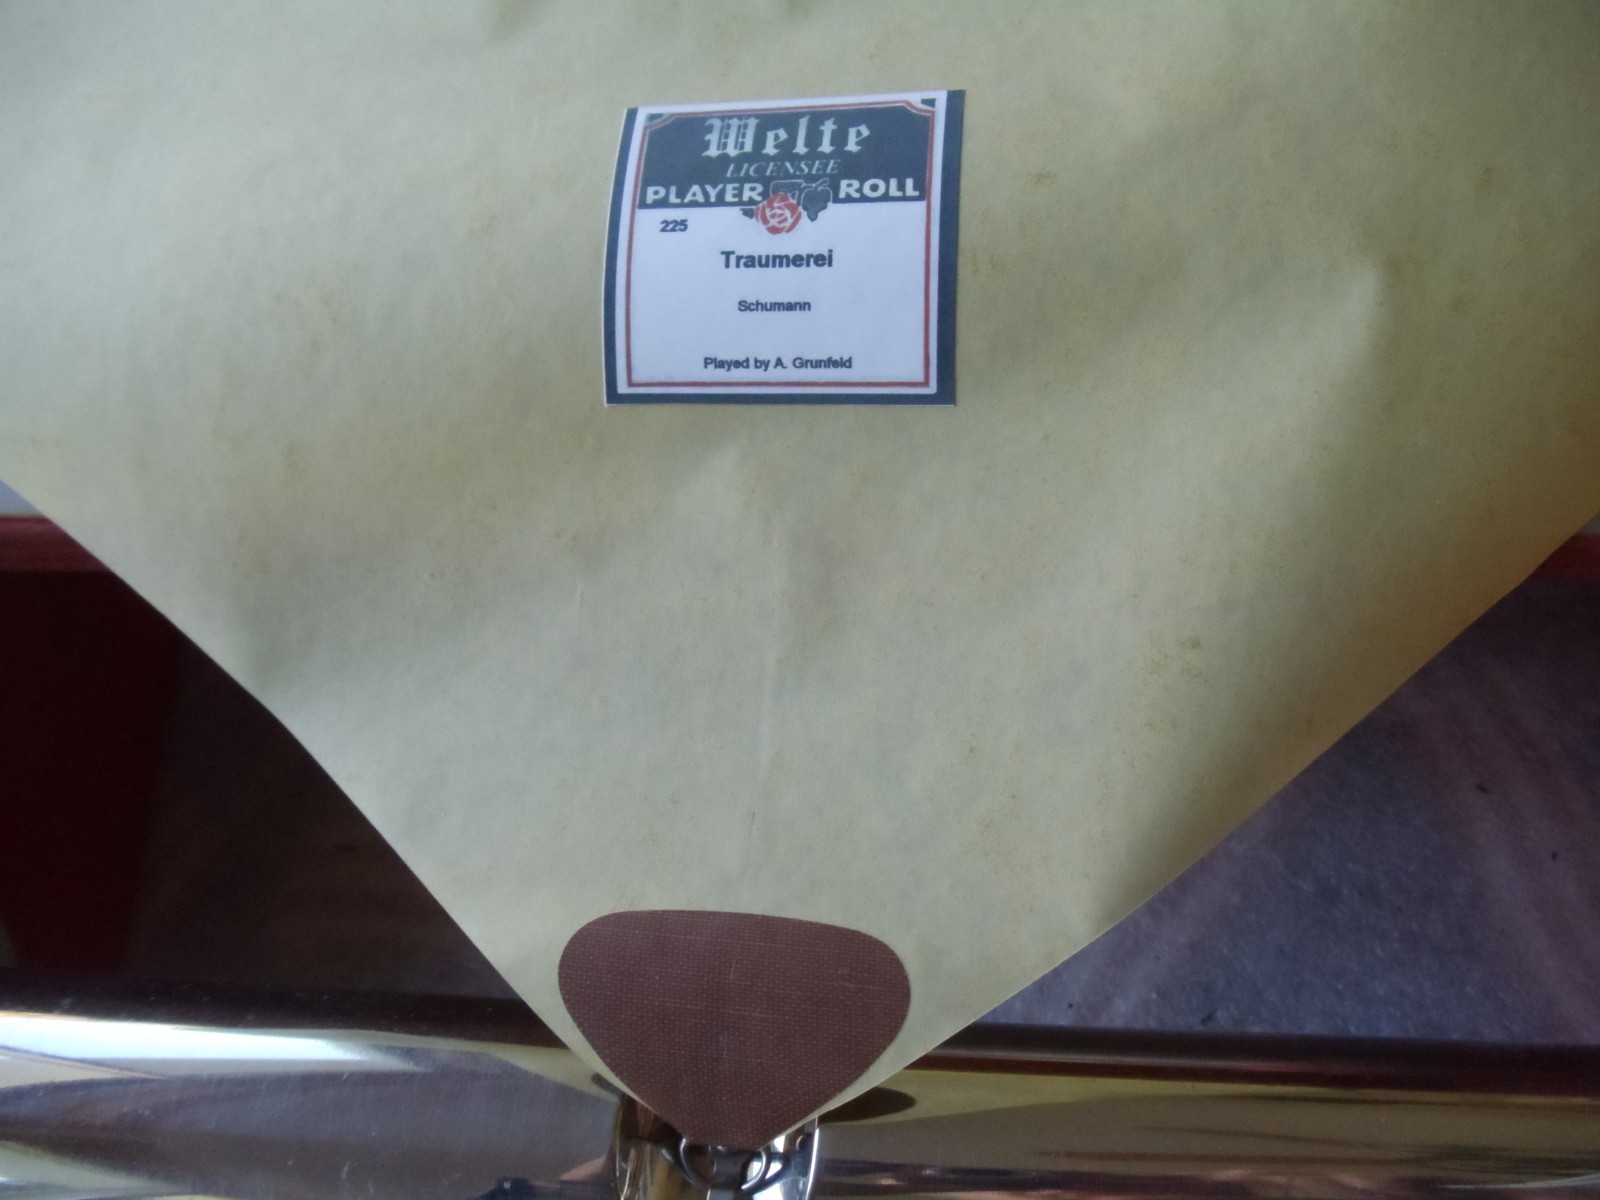 Welte
LICENSEE
PLAYER ROLL
225
Traumerei
Schumann
Played by A. Grunfeld